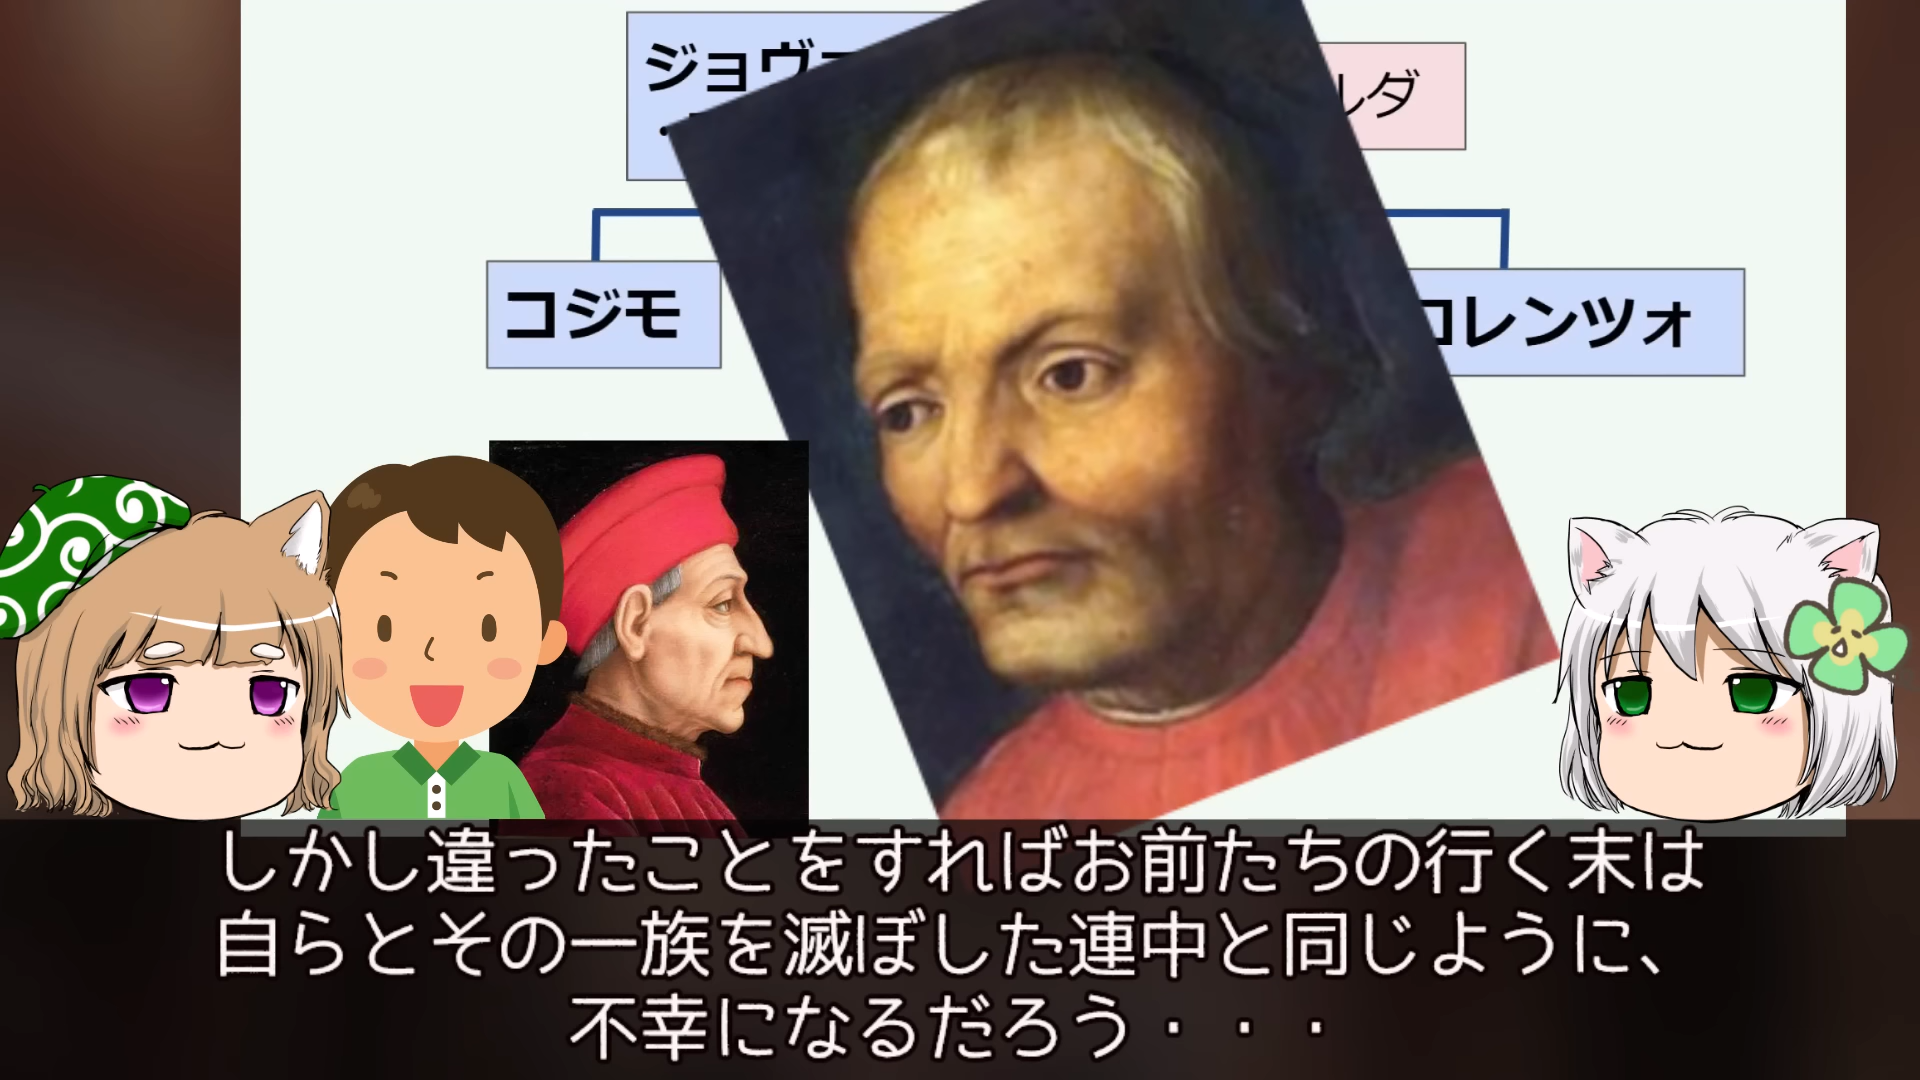 ジョヴ
ルダ
コジモ
ロレンツォ
しかし違ったことをすればお前たちの行く末は
自らとその一族を滅ぼした連中と同じように、
不幸になるだろう・・・